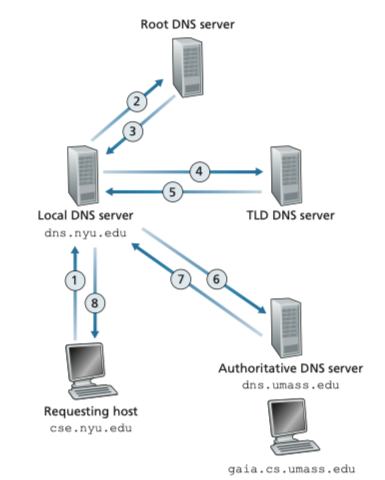 Root DNS server
2
3
4
5
Local DNS server
dns.nyu.edu
TLD DNS server
1
8
7
6
Requesting host
cse.nyu.edu
Authoritative DNS server
dns.umass.edu
gaia.cs.umass.edu